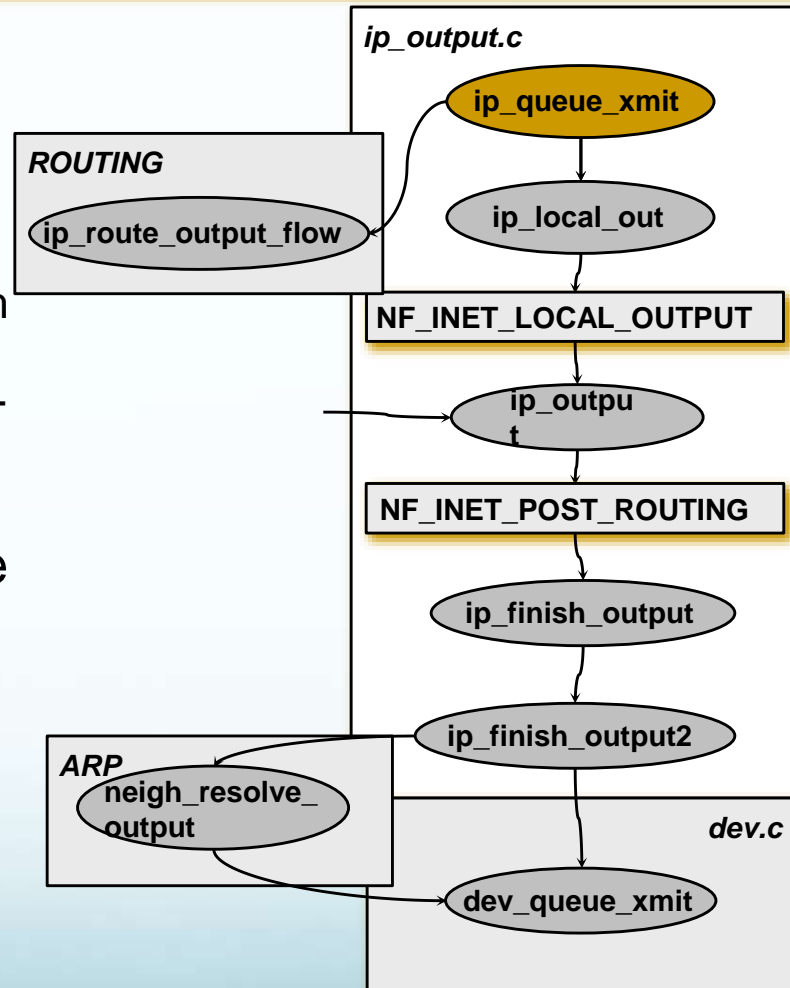 ip_output.c
ip_queue_xmit
ROUTING
ip_route_output_flow
ip_local_out
n
NF_INET_LOCAL_OUTPUT
-
ip_outpu
t
NF_INET_POST_ROUTING
e
ip_finish_output
ip_finish_output2
ARP
neigh_resolve_
output
dev.c
dev_queue_xmit